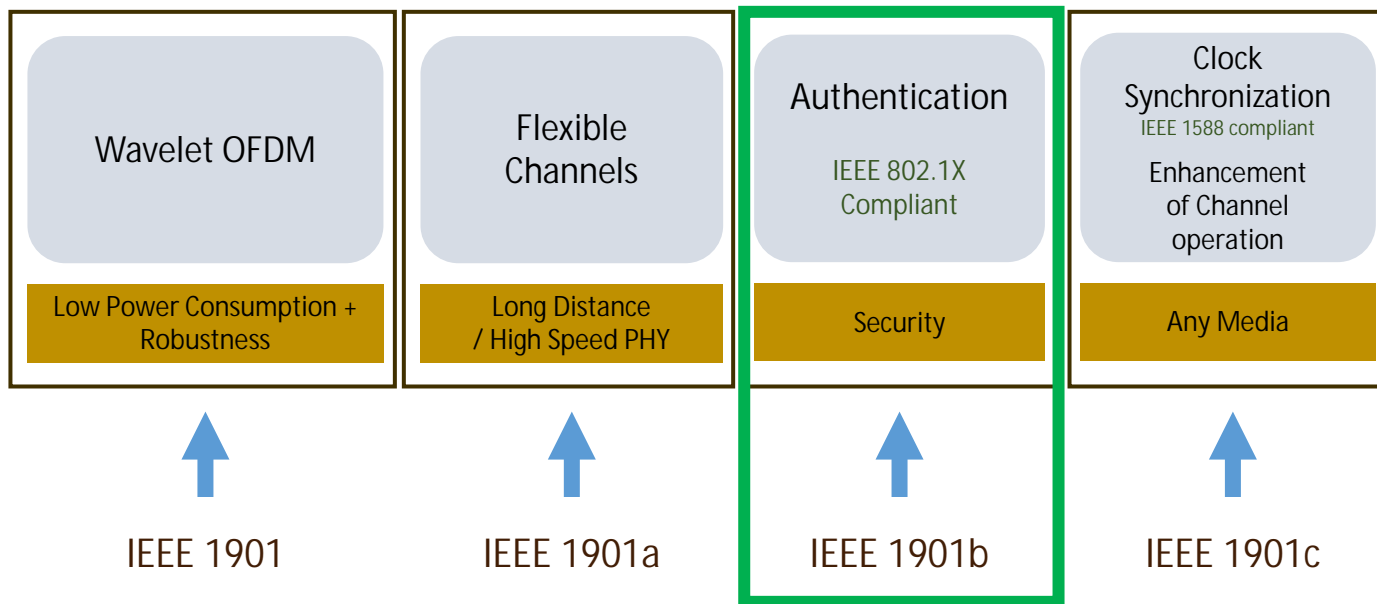 Wavelet OFDM
Low Power Consumption +
Robustness
IEEE 1901
Flexible
Channels
Long Distance
/ High Speed PHY
IEEE 1901a
Authentication
IEEE 802.1X
Compliant
Security
IEEE 1901b
Clock
Synchronization
IEEE 1588 compliant
Enhancement
of Channel
operation
Any Media
IEEE 1901c